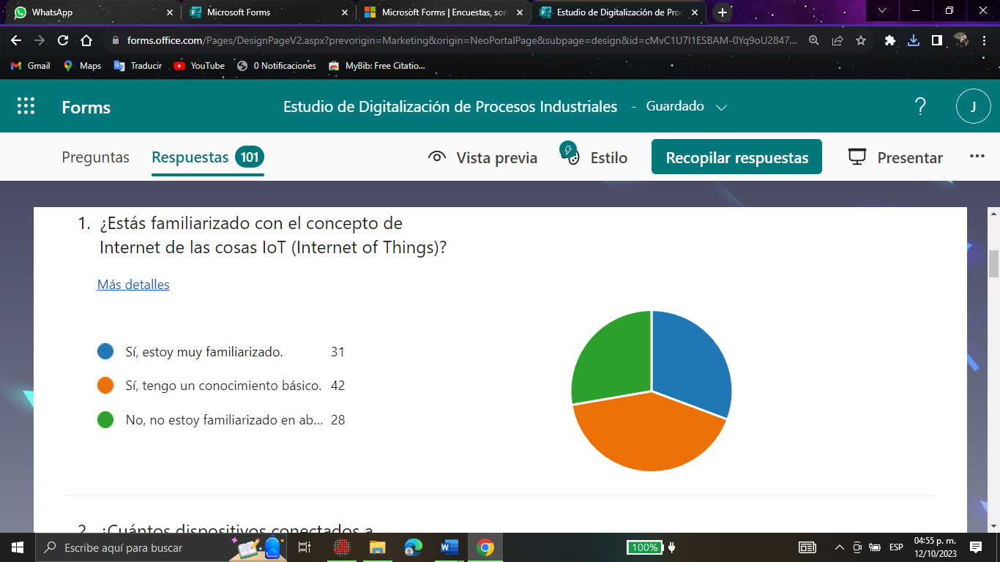 WhatsApp
Microsoft Forms
Microsoft Forms | Encuestas, son
Estudio de Digitalización de Proc
forms.office.com/Pages/DesignPageV2.aspx?prevorigin=Marketing&origin=NeoPortalPage&subpage=design&id=cMvC1U7I1ESBAM-0Yq9oU2847...
Gmail
Maps
Traducir
YouTube
0 Notificaciones
MyBib: Free Citatio...
Forms
Estudio de Digitalización de Procesos Industriales - Guardado
?
J
Preguntas
Respuestas 101
Vista previa
Estilo
Recopilar respuestas
Presentar
1. ¿Estás familiarizado con el concepto de
Internet de las cosas IoT (Internet of Things)?
Más detalles
Sí, estoy muy familiarizado. 31
Sí, tengo un conocimiento básico. 42
No, no estoy familiarizado en ab... 28
2. ¿Cuántos dispositivos conectados a
Escribe aquí para buscar
100%
ESP
04:55 p. m.
12/10/2023